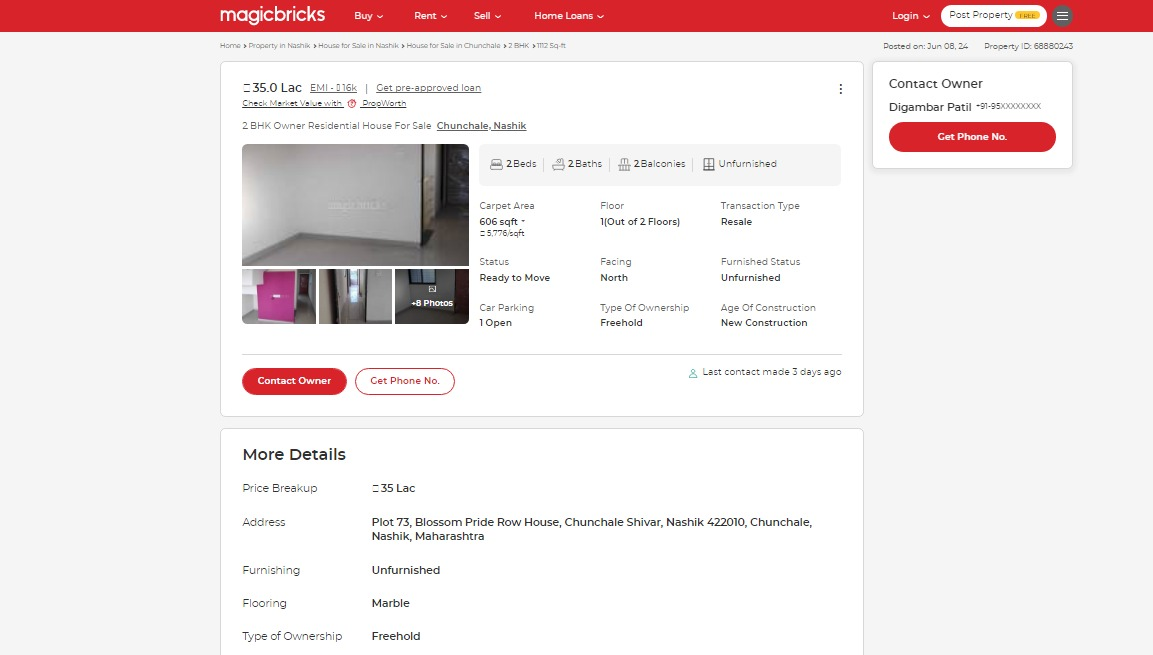 magicbricks Buy Rent Sell Home Loans Login Post Property FREE
Home > Property in Nashik > House for Sale in Nashik > House for Sale in Chunchale > 2 BHK > 1112 Sq-ft Posted on: Jun 08, 24 Property ID: 68880243
35.0 Lac EMI - 16k | Get pre-approved loan
Check Market Value with PropWorth
2 BHK Owner Residential House For Sale Chunchale, Nashik
Contact Owner
Digambar Patil +91-95XXXXXXXX
Get Phone No.
magicbricks
+8 Photos
2 Beds 2 Baths 2 Balconies Unfurnished
Carpet Area Floor Transaction Type
606 sqft 1(Out of 2 Floors) Resale
5,776/sqft
Status Facing Furnished Status
Ready to Move North Unfurnished
Car Parking Type Of Ownership Age Of Construction
1 Open Freehold New Construction
Contact Owner Get Phone No. Last contact made 3 days ago
More Details
Price Breakup 35 Lac
Address Plot 73, Blossom Pride Row House, Chunchale Shivar, Nashik 422010, Chunchale,
Nashik, Maharashtra
Furnishing Unfurnished
Flooring Marble
Type of Ownership Freehold